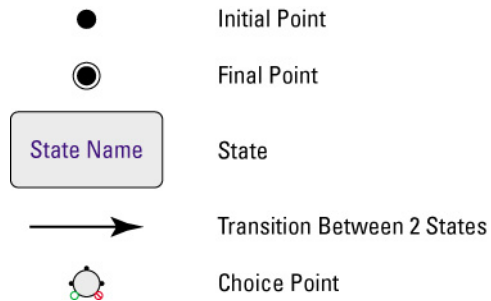 Initial Point
Final Point
State Name
State
Transition Between 2 States
Choice Point